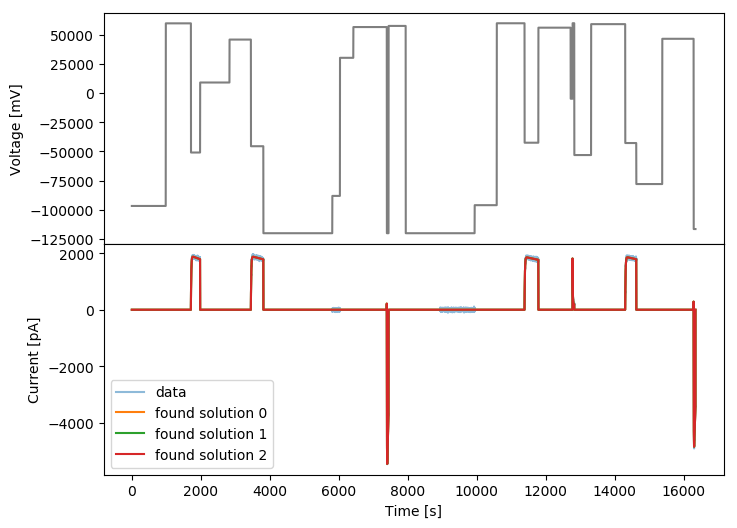 Voltage [mV]
50000
25000
0
−25000
−50000
−75000
−100000
−125000
Current [pA]
2000
0
−2000
−4000
data
found solution 0
found solution 1
found solution 2
0 2000 4000 6000 8000 10000 12000 14000 16000
Time [s]